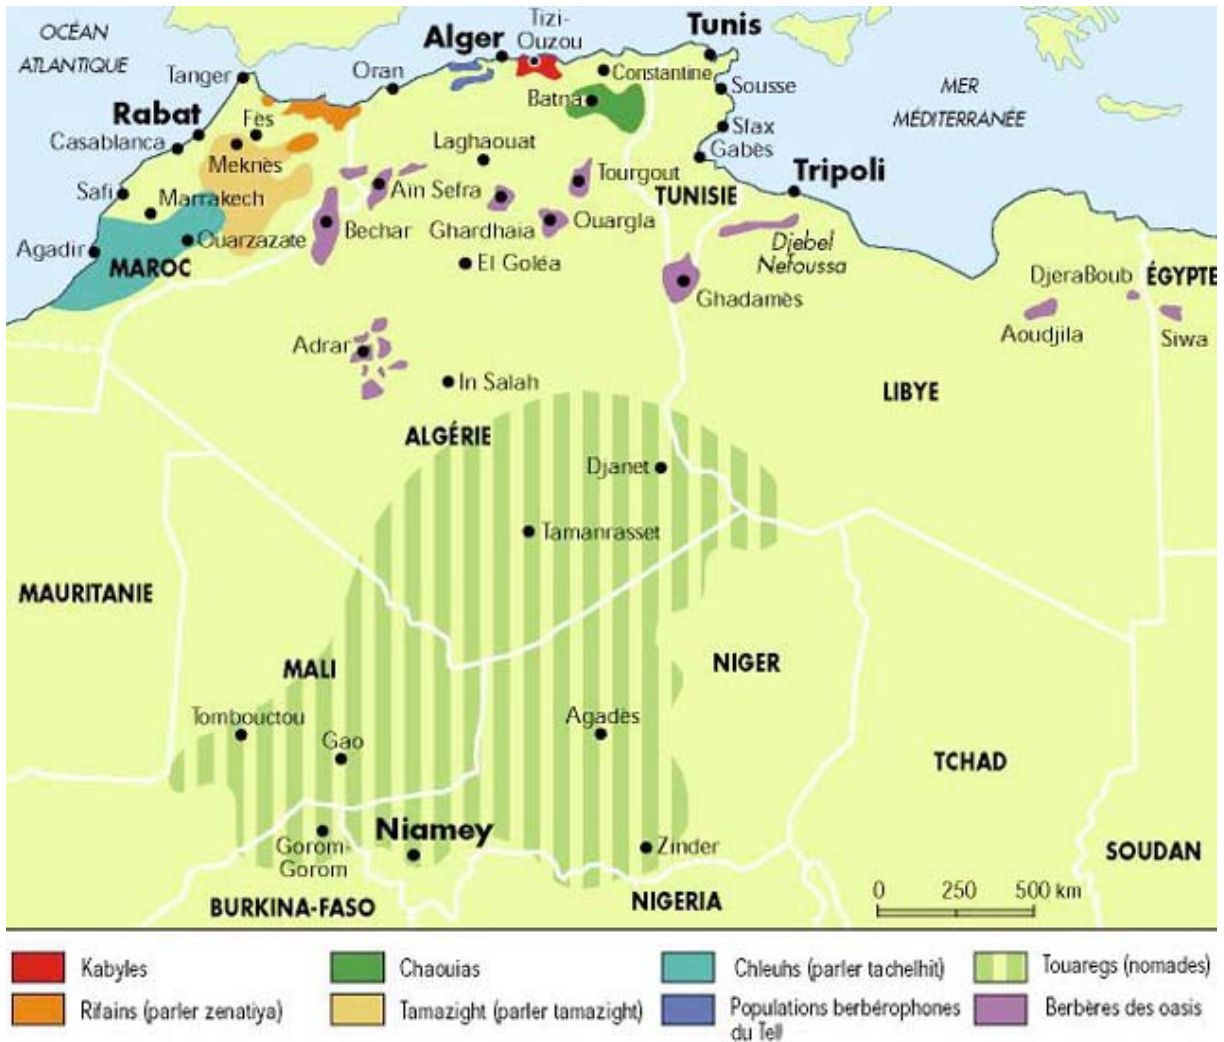 OCÉAN
ATLANTIQUE
Tanger
Rabat
Casablanca
Fès
Meknès
Safi
Marrakech
Agadir
Ouarzazate
MAROC
Oran
Alger
Tizi-
Ouzou
Constantine
Batna
Tunis
Sousse
Sfax
Gabès
TUNISIE
Tripoli
MER
MÉDITERRANÉE
Laghaouat
Tourgout
Aïn Sefra
Bechar
Ghardhaia
Ouargla
El Goléa
Djebel
Nefoussa
Ghadamès
DjeraBoub
ÉGYPTE
Aoudjila
Siwa
Adrar
In Salah
LIBYE
ALGÉRIE
Djanet
Tamanrasset
MAURITANIE
MALI
NIGER
Tombouctou
Gao
Agadès
TCHAD
Niamey
Gorom-
Gorom
Zinder
SOUDAN
BURKINA-FASO
NIGERIA
0 250 500 km
Kabyles
Chaouias
Chleuhs (parler tachelhit)
Touaregs (nomades)
Rifains (parler zenatiya)
Tamazight (parler tamazight)
Populations berbérophones
du Tell
Berbères des oasis